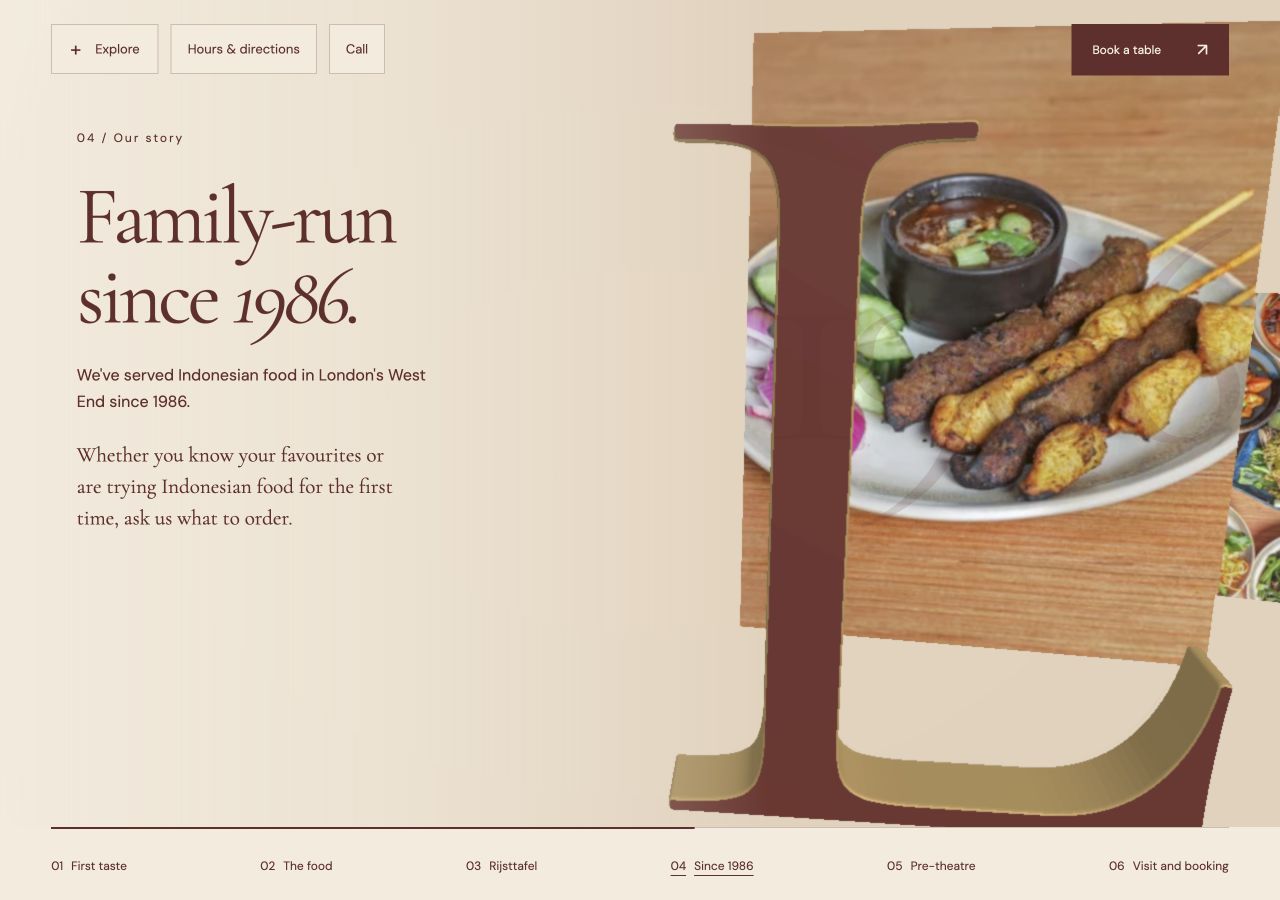 + Explore
Hours & directions
Call
Book a table
04 / Our story
Family-run
since 1986.
We've served Indonesian food in London's West
End since 1986.
Whether you know your favourites or
are trying Indonesian food for the first
time, ask us what to order.
L
01 First taste
02 The food
03 Rijsttafel
04 Since 1986
05 Pre-theatre
06 Visit and booking